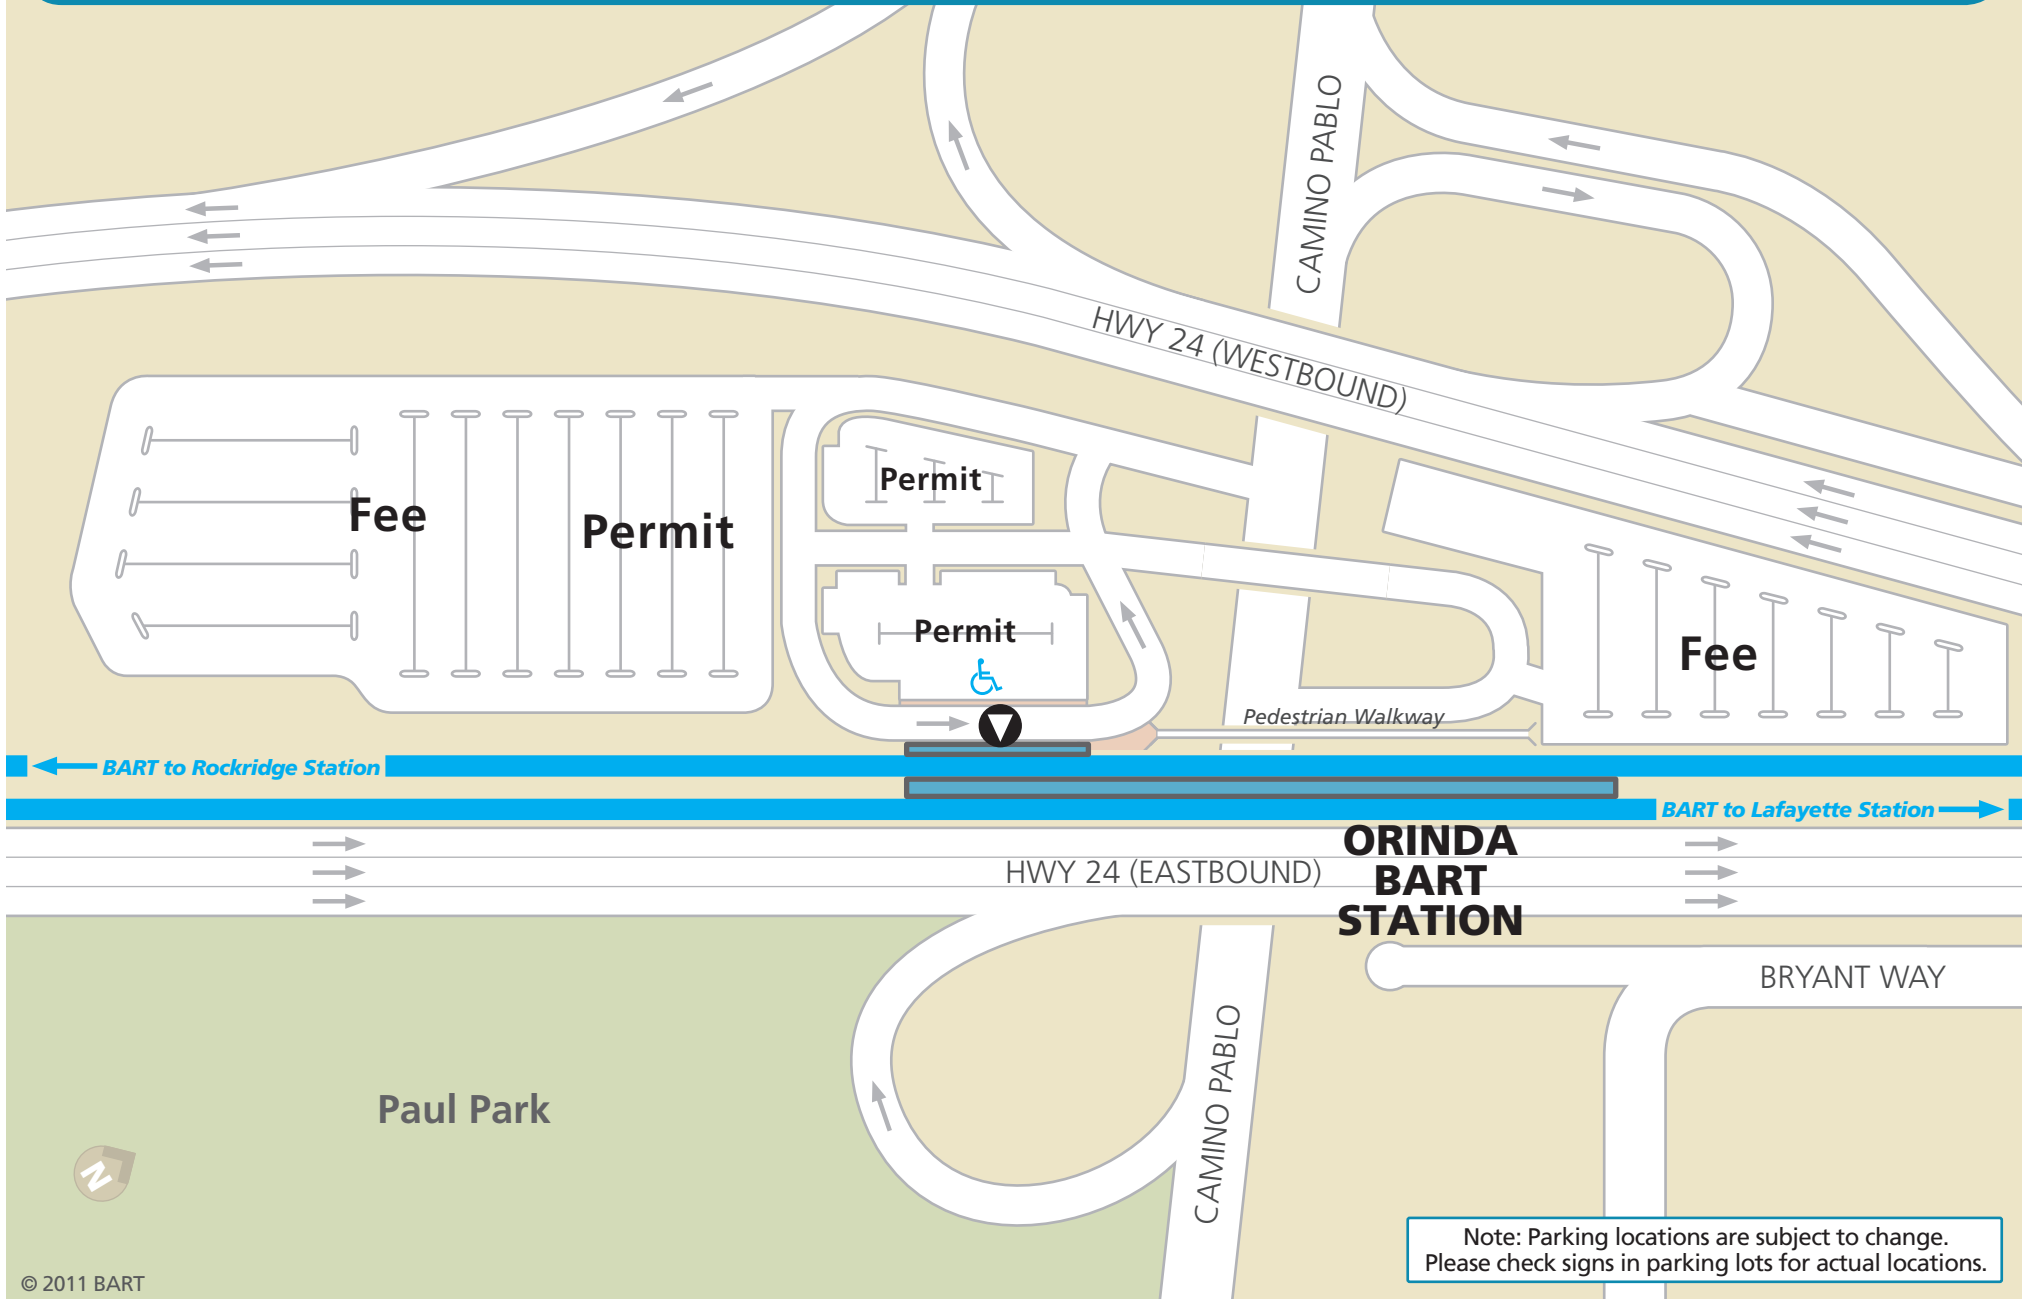 CAMINO PABLO
HWY 24 (WESTBOUND)
Permit
Fee
Permit
Permit
Fee
Pedestrian Walkway
BART to Rockridge Station
BART to Lafayette Station
ORINDA
BART
STATION
HWY 24 (EASTBOUND)
BRYANT WAY
CAMINO PABLO
Paul Park
N
Note: Parking locations are subject to change.
Please check signs in parking lots for actual locations.
© 2011 BART